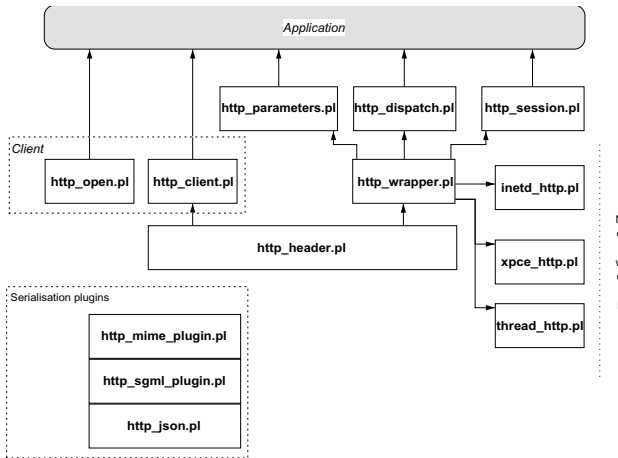 Application
http_parameters.pl
http_dispatch.pl
http_session.pl
Client
http_open.pl
http_client.pl
http_wrapper.pl
inetd_http.pl
http_header.pl
xpce_http.pl
Serialisation plugins
thread_http.pl
http_mime_plugin.pl
http_sgml_plugin.pl
http_json.pl